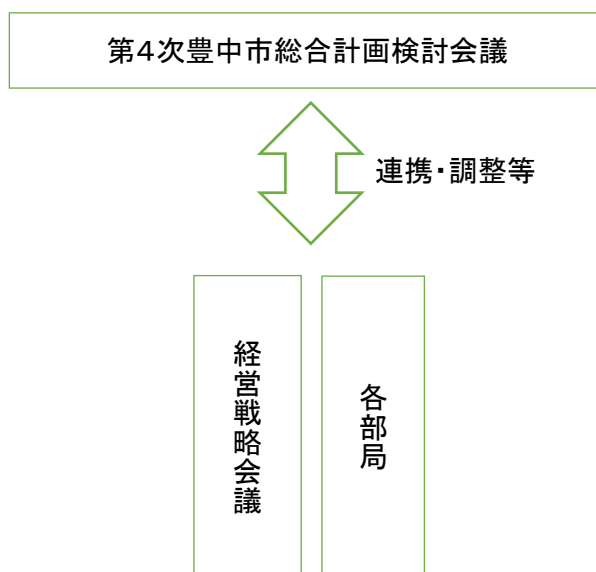 第4次豊中市総合計画検討会議
連携・調整等
経営戦略会議
各部局